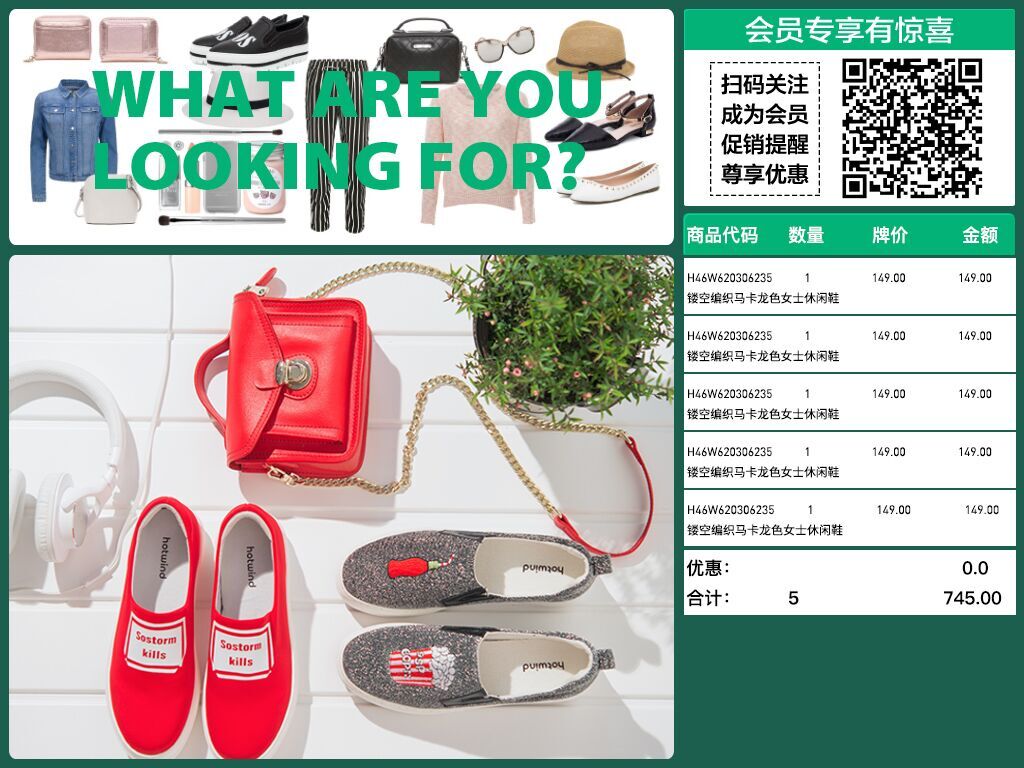 WHAT ARE YOU
LOOKING FOR?
会员专享有惊喜
扫码关注
成为会员
促销提醒
尊享优惠
商品代码 数量 牌价 金额
H46W620306235 1 149.00 149.00
镂空编织马卡龙色女士休闲鞋
H46W620306235 1 149.00 149.00
镂空编织马卡龙色女士休闲鞋
H46W620306235 1 149.00 149.00
镂空编织马卡龙色女士休闲鞋
H46W620306235 1 149.00 149.00
镂空编织马卡龙色女士休闲鞋
H46W620306235 1 149.00 149.00
镂空编织马卡龙色女士休闲鞋
优惠： 0.0
合计： 5 745.00
hotwind
hotwind
Sostorm
kills
Sostorm
kills
hotwind
hotwind